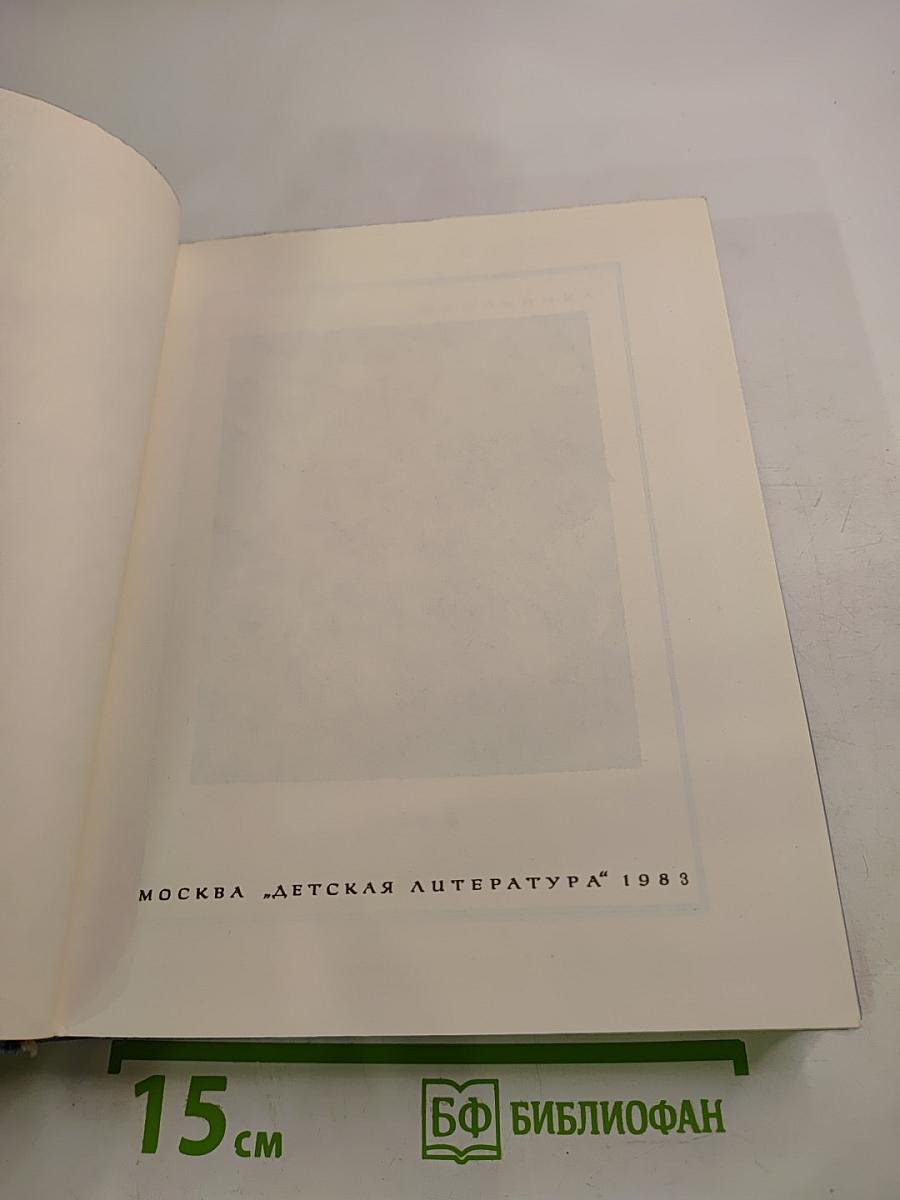 МОСКВА „ДЕТСКАЯ ЛИТЕРАТУРА“ 1983
15 см
БФ БИБЛИОФАН